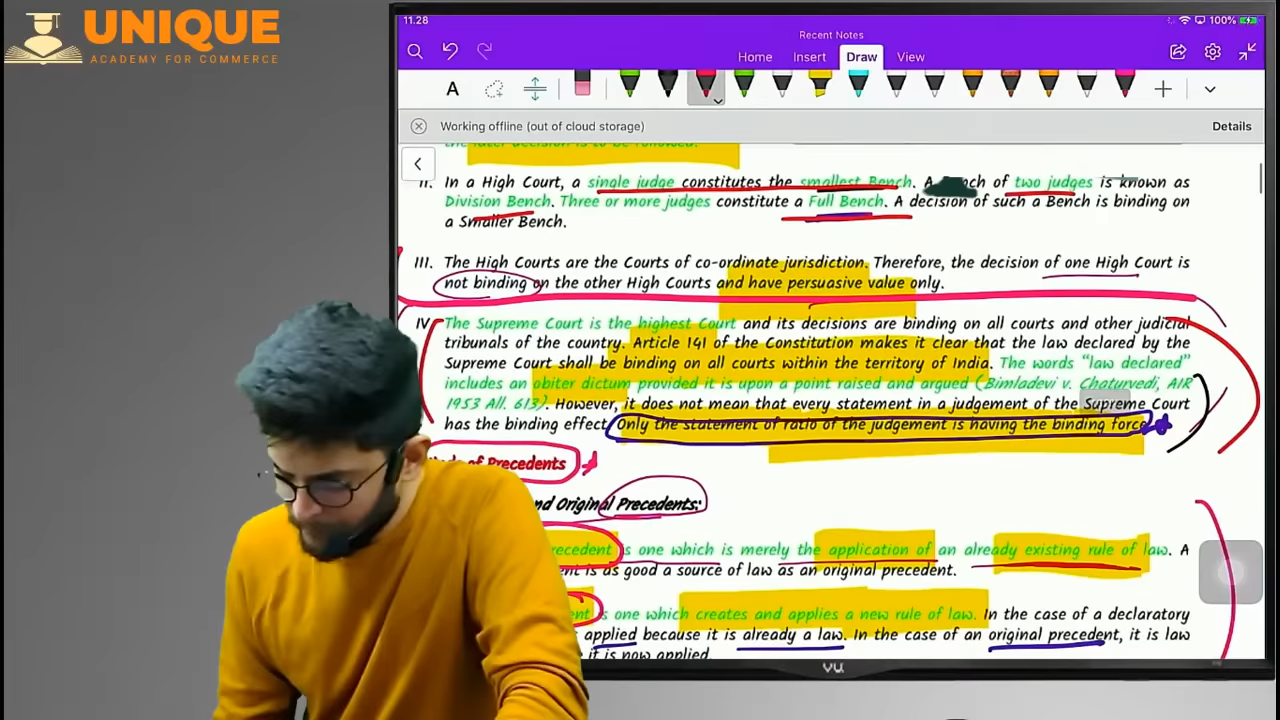 UNIQUE
ACADEMY FOR COMMERCE
11.28
100%
Recent Notes
Home Insert Draw View
A
Working offline (out of cloud storage) Details
the later decision is to be followed.
II. In a High Court, a single judge constitutes the smallest Bench. A of two judges is known as
Division Bench. Three or more judges constitute a Full Bench. A decision of such a Bench is binding on
a Smaller Bench.
III. The High Courts are the Courts of co-ordinate jurisdiction. Therefore, the decision of one High Court is
not binding on the other High Courts and have persuasive value only.
IV. The Supreme Court is the highest Court and its decisions are binding on all courts and other judicial
tribunals of the country. Article 141 of the Constitution makes it clear that the law declared by the
Supreme Court shall be binding on all courts within the territory of India. The words “law declared”
includes an obiter dictum provided it is upon a point raised and argued (Bimladevi v. Chaturvedi, AIR
1953 All. 613). However, it does not mean that every statement in a judgement of the Supreme Court
has the binding effect. Only the statement of ratio of the judgement is having the binding force.
of Precedents
and Original Precedents:
is one which is merely the application of an already existing rule of law. A
is as good a source of law as an original precedent.
is one which creates and applies a new rule of law. In the case of a declaratory
applied because it is already a law. In the case of an original precedent, it is law
it is now applied.
VU